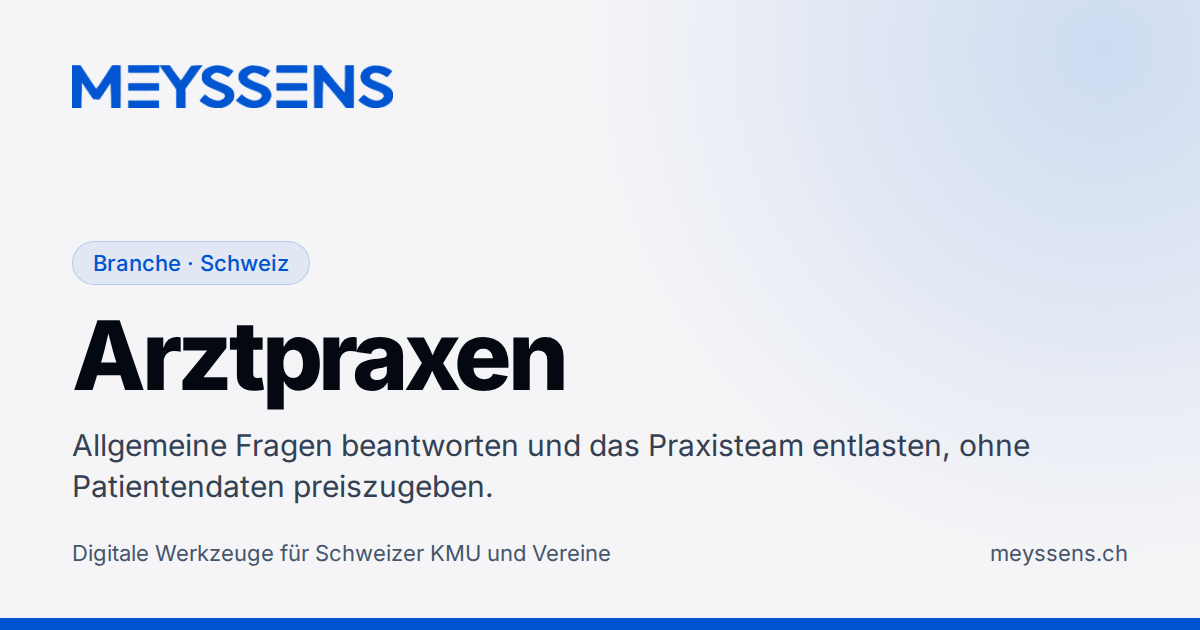 MEYSSENS
Branche · Schweiz
Arztpraxen
Allgemeine Fragen beantworten und das Praxisteam entlasten, ohne
Patientendaten preiszugeben.
Digitale Werkzeuge für Schweizer KMU und Vereine
meyssens.ch